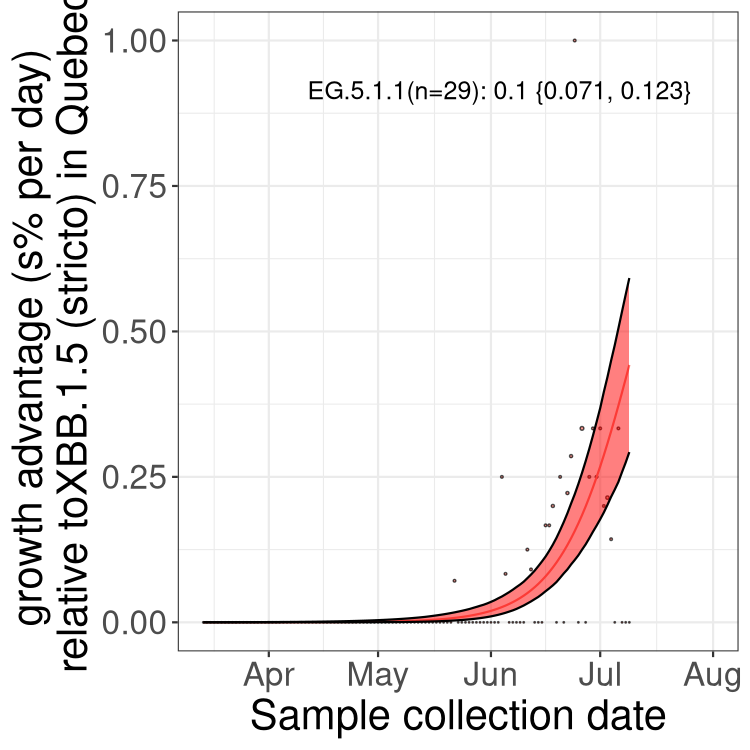 growth advantage (s% per day)
relative toXBB.1.5 (stricto) in Quebec
1.00
0.75
0.50
0.25
0.00
EG.5.1.1(n=29): 0.1 {0.071, 0.123}
Apr May Jun Jul Aug
Sample collection date